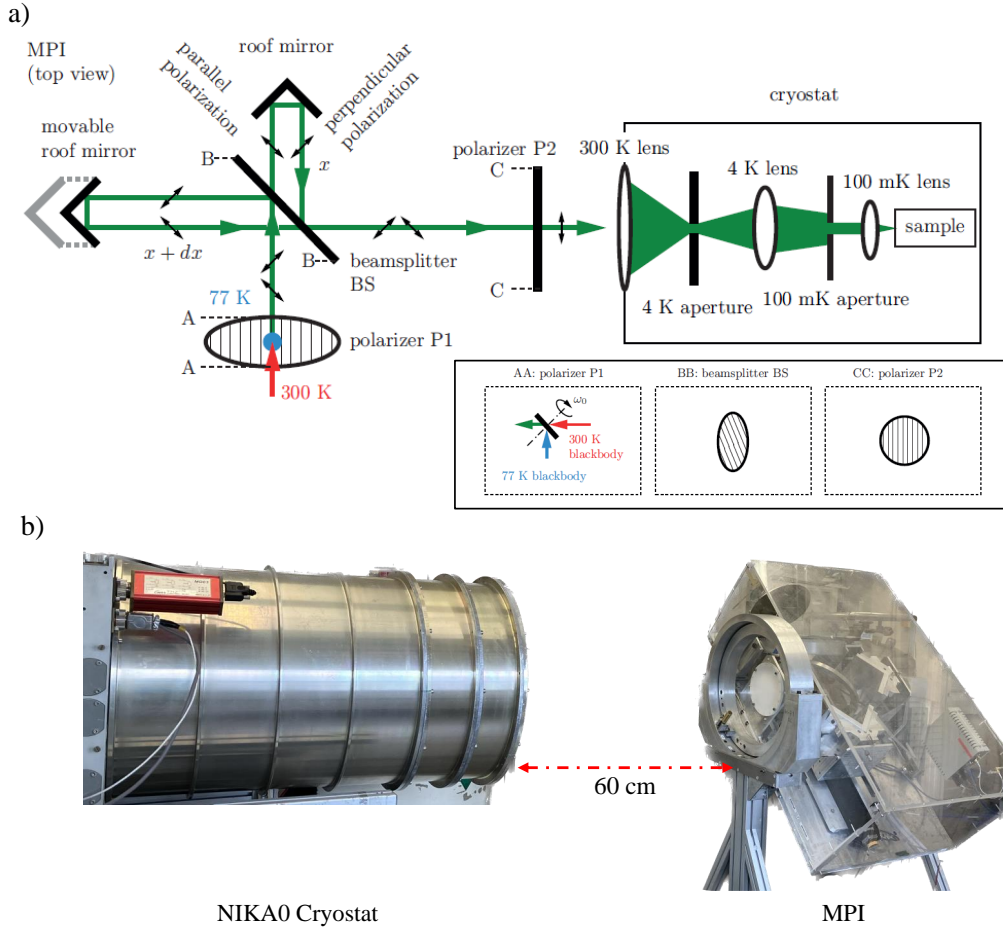 a)
MPI
(top view)
roof mirror
parallel
polarization
perpendicular
polarization
movable
roof mirror
B
x
x + dx
B
beamsplitter
BS
77 K
A
polarizer P1
A
300 K
polarizer P2
C
C
cryostat
300 K lens
4 K lens
100 mK lens
sample
4 K aperture
100 mK aperture
AA: polarizer P1
BB: beamsplitter BS
CC: polarizer P2
ω0
300 K
blackbody
77 K blackbody
b)
60 cm
NIKA0 Cryostat
MPI